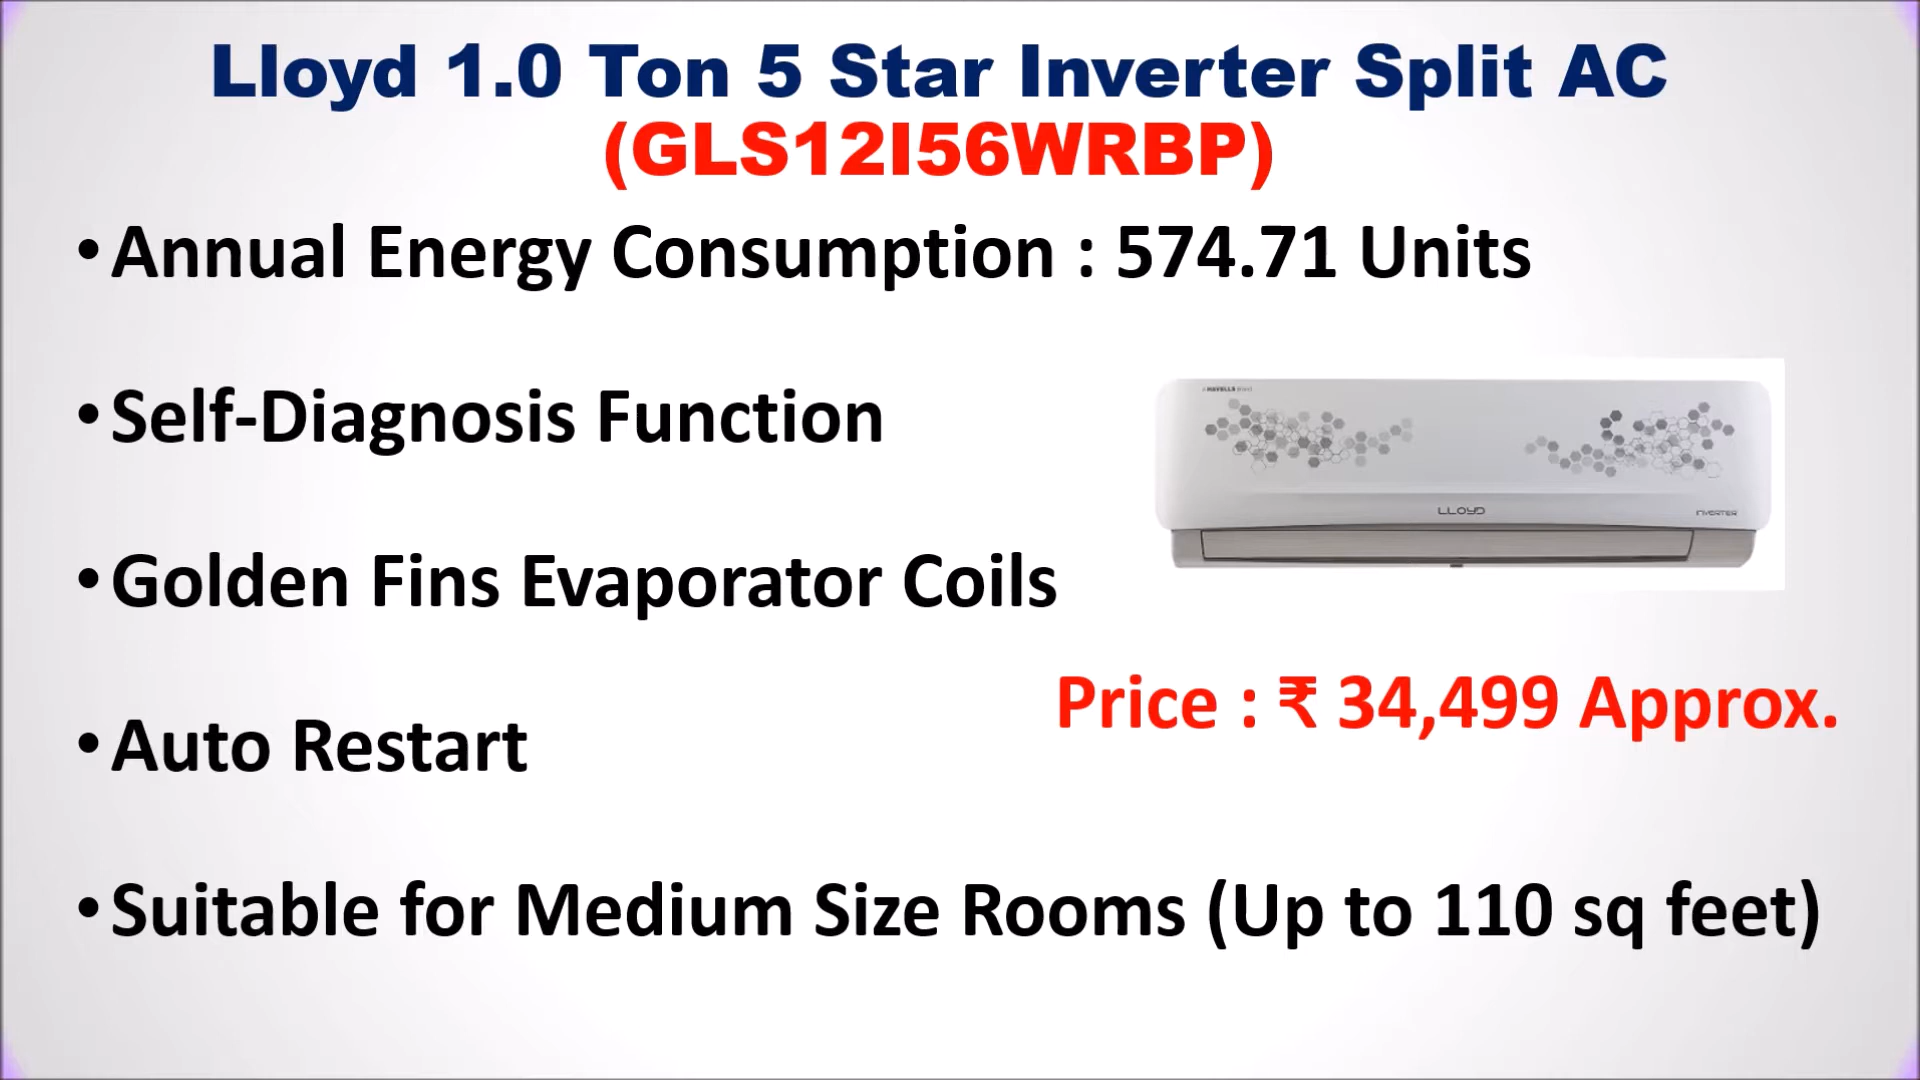 Lloyd 1.0 Ton 5 Star Inverter Split AC
(GLS12I56WRBP)
• Annual Energy Consumption : 574.71 Units
• Self-Diagnosis Function
HAVELLS
LLOYD
INVERTER
• Golden Fins Evaporator Coils
Price : ₹ 34,499 Approx.
• Auto Restart
• Suitable for Medium Size Rooms (Up to 110 sq feet)